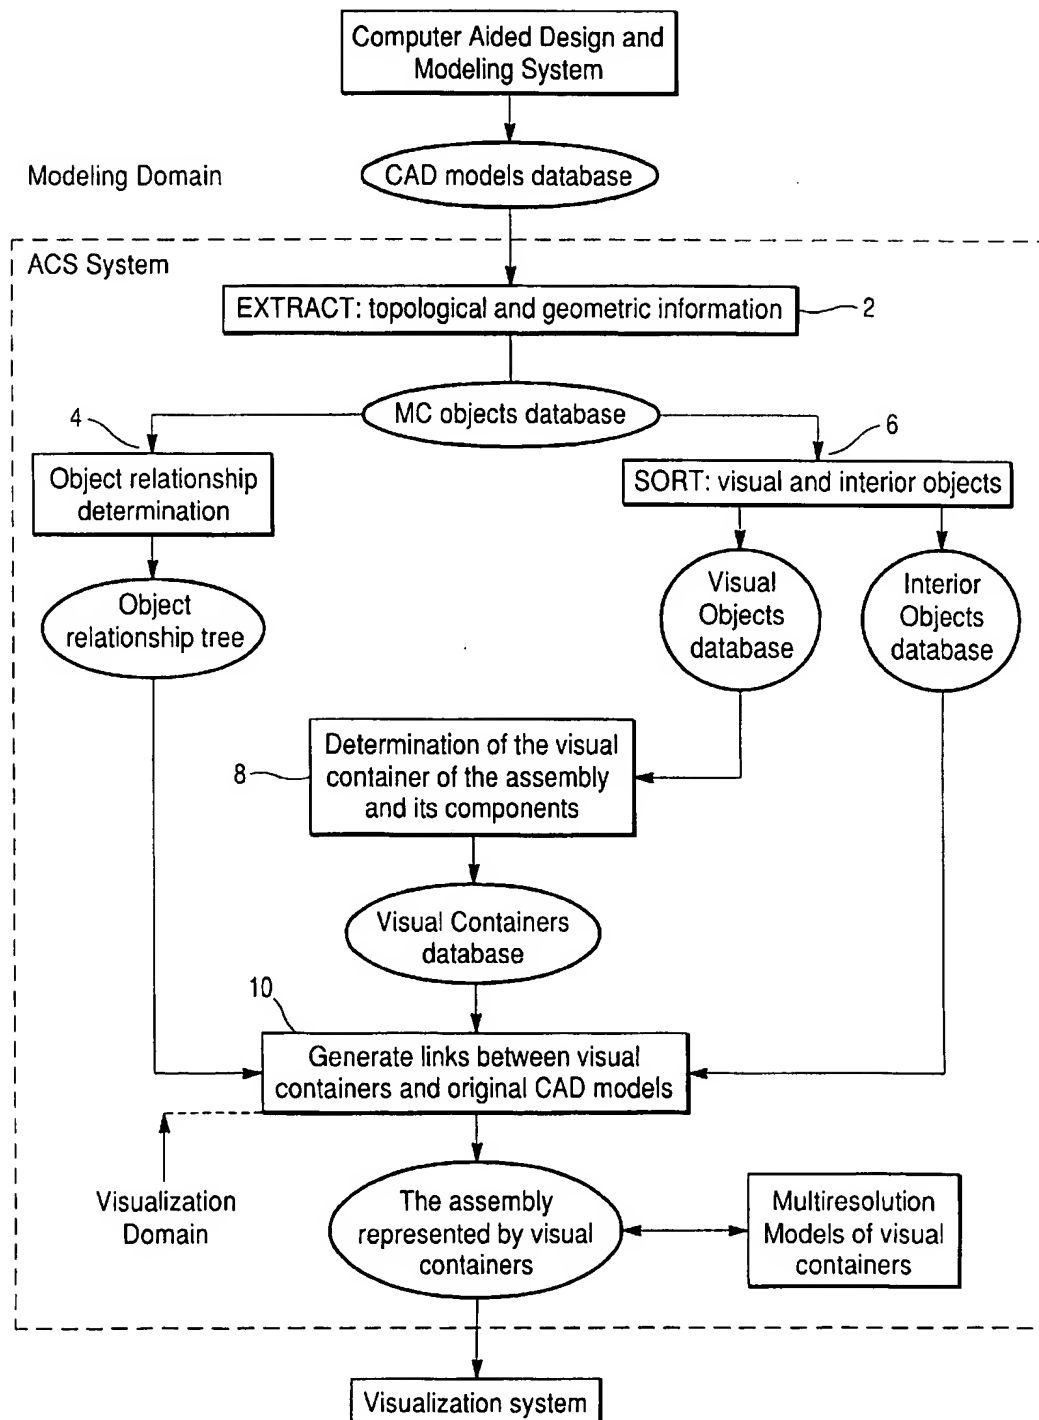 Computer Aided Design and
Modeling System
Modeling Domain
CAD models database
ACS System
EXTRACT: topological and geometric information
2
MC objects database
4
6
Object relationship
determination
SORT: visual and interior objects
Object
relationship tree
Visual
Objects
database
Interior
Objects
database
8
Determination of the visual
container of the assembly
and its components
Visual Containers
database
10
Generate links between visual
containers and original CAD models
Visualization
Domain
The assembly
represented by visual
containers
Multiresolution
Models of visual
containers
Visualization system